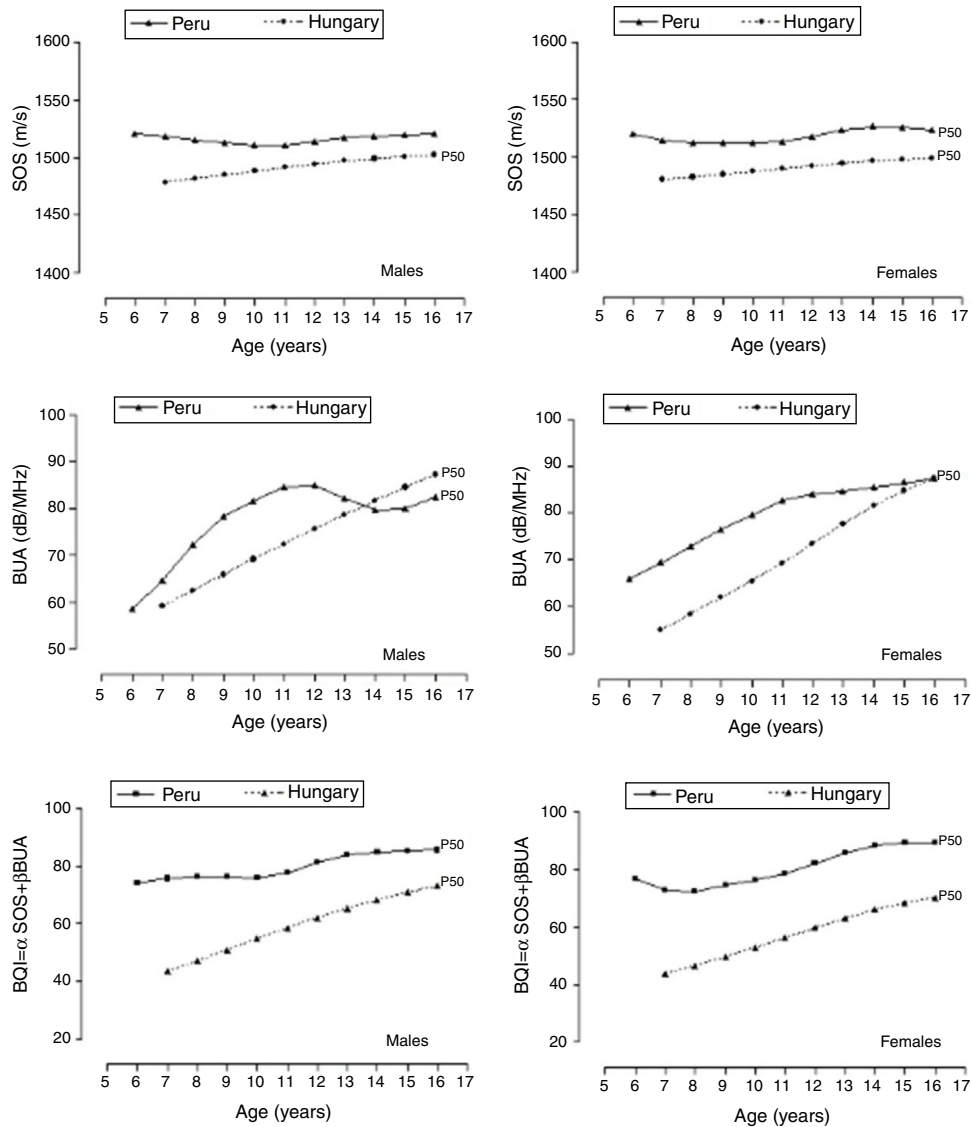 Peru Hungary
1600
1500
1550
1450
1400
SOS (m/s)
P50
Males
5 6 7 8 9 10 11 12 13 14 15 16 17
Age (years)
Peru Hungary
1600
1550
1500
1450
1400
SOS (m/s)
P50
Females
5 6 7 8 9 10 11 12 13 14 15 16 17
Age (years)
Peru Hungary
100
90
80
70
60
50
BUA (dB/MHz)
P50
P50
Males
5 6 7 8 9 10 11 12 13 14 15 16 17
Age (years)
Peru Hungary
100
90
80
70
60
50
BUA (dB/MHz)
P50
Females
5 6 7 8 9 10 11 12 13 14 15 16 17
Age (years)
Peru Hungary
100
80
60
40
20
BQI=α SOS+βBUA
P50
P50
Males
5 6 7 8 9 10 11 12 13 14 15 16 17
Age (years)
Peru Hungary
100
80
60
40
20
BQI=α SOS+βBUA
P50
P50
Females
5 6 7 8 9 10 11 12 13 14 15 16 17
Age (years)